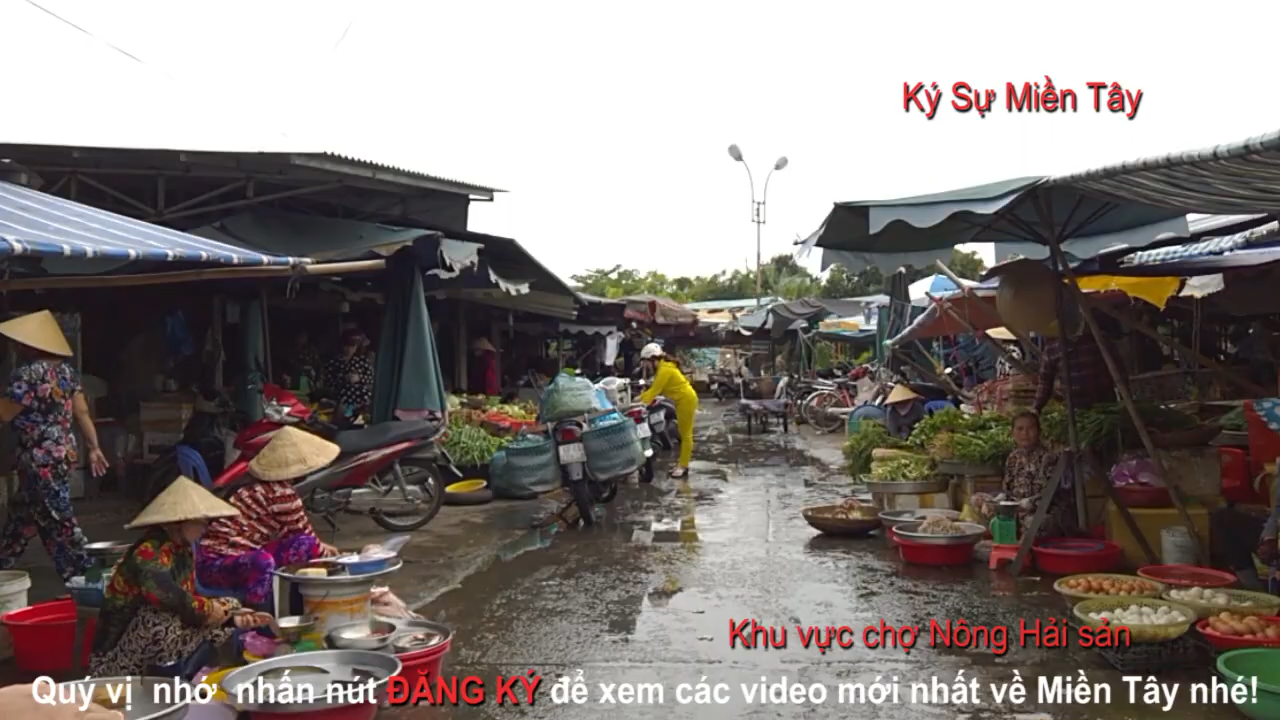 Ký Sự Miền Tây
Khu vực chợ Nông Hải sản
Quý vị nhớ nhấn nút ĐĂNG KÝ để xem các video mới nhất về Miền Tây nhé!